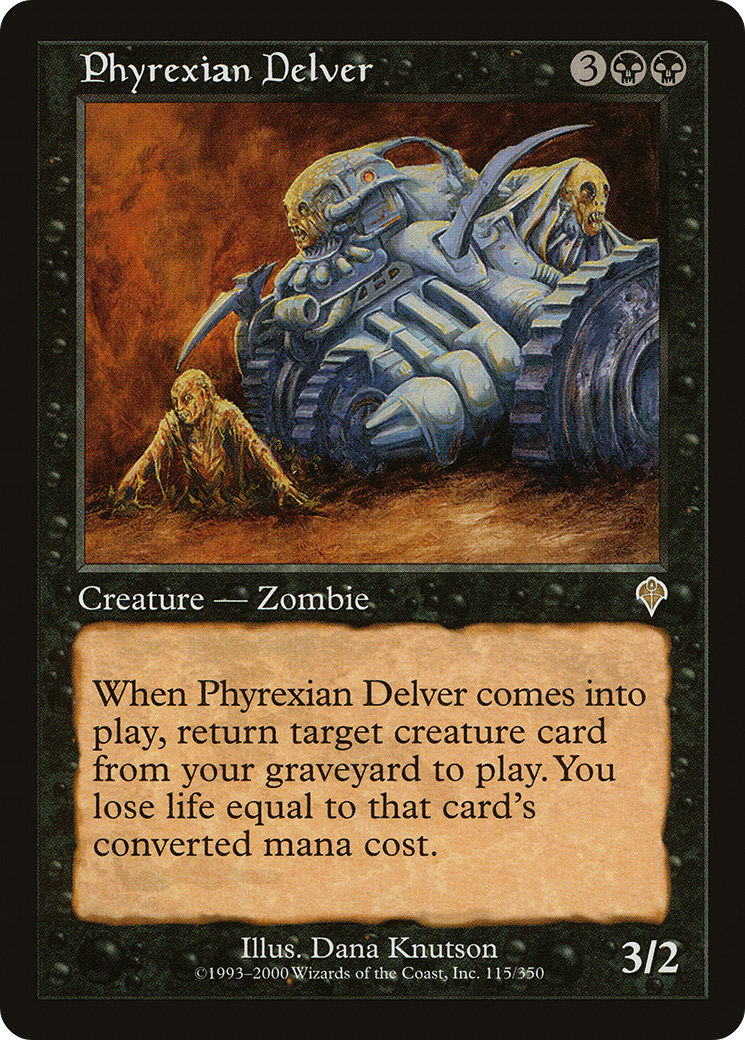 Phyrexian Delver 3
Creature — Zombie
When Phyrexian Delver comes into
play, return target creature card
from your graveyard to play. You
lose life equal to that card's
converted mana cost.
Illus. Dana Knutson
©1993–2000 Wizards of the Coast, Inc. 115/350
3/2